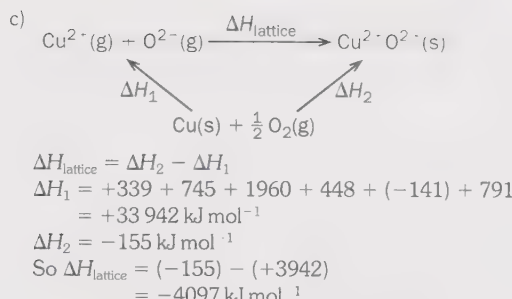 c)
ΔH_lattice
Cu²⁺(g) + O²⁻(g) → Cu²⁺O²⁻(s)
ΔH₁ ΔH₂
Cu(s) + ½O₂(g)
ΔH_lattice = ΔH₂ − ΔH₁
ΔH₁ = +339 + 745 + 1960 + 448 + (−141) + 791
= +33 942 kJ mol⁻¹
ΔH₂ = −155 kJ mol⁻¹
So ΔH_lattice = (−155) − (+3942)
= −4097 kJ mol⁻¹